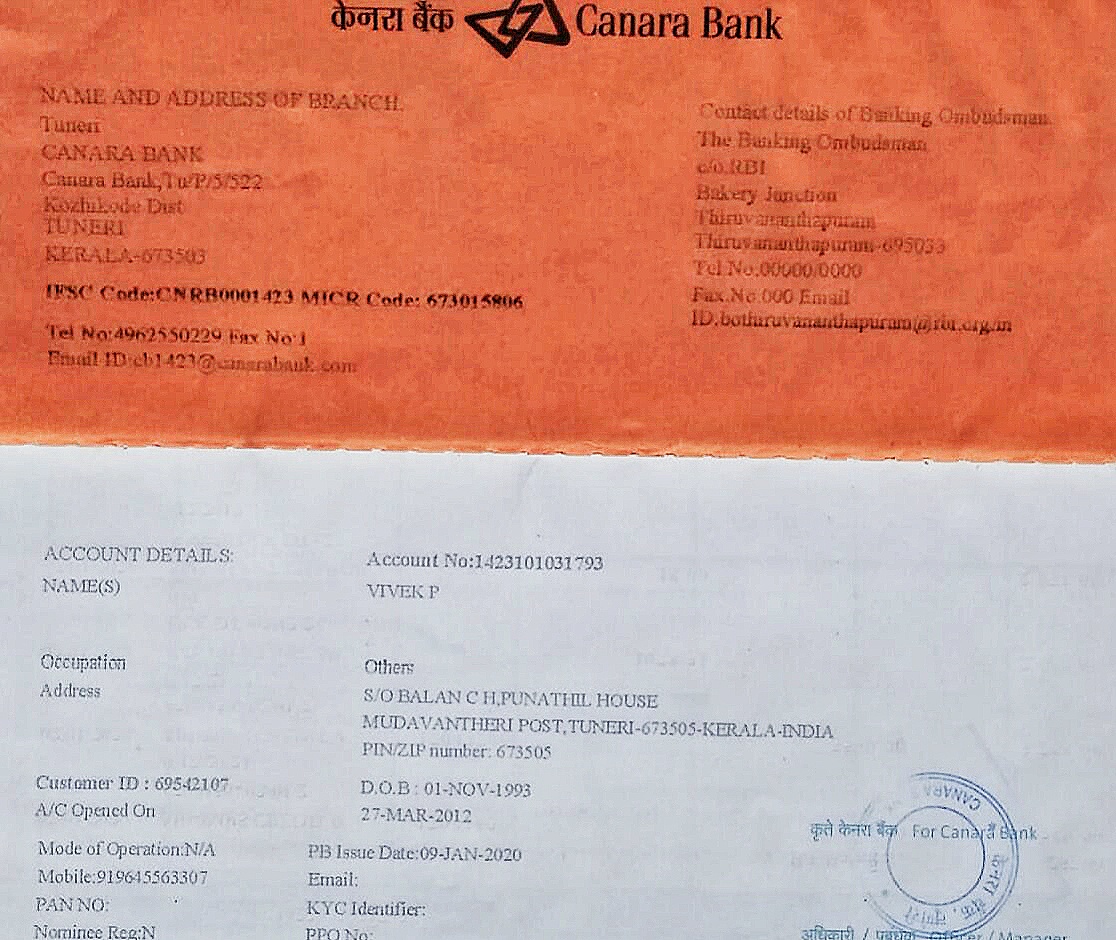 केनरा बैंक Canara Bank
NAME AND ADDRESS OF BRANCH.
Tuneri
CANARA BANK
Canara Bank,Tu/P/5/522
Kozhikode Dist
TUNERI
KERALA-673503
IFSC Code:CNRB0001423 MICR Code: 673015806
Tel No:4962550229 Fax No:1
Email ID:cb1423@canarabank.com
Contact details of Banking Ombudsman.
The Banking Ombudsman
c/o.RBI
Bakery Junction
Thiruvananthapuram
Thiruvananthapuram-695033
Tel No.00000/0000
Fax.No.000 Email
ID.bothiruvananthapuram@rbi.org.in
ACCOUNT DETAILS: Account No:1423101031793
NAME(S) VIVEK P
Occupation Others
Address S/O BALAN C H,PUNATHIL HOUSE
MUDAVANTHERI POST,TUNERI-673505-KERALA-INDIA
PIN/ZIP number: 673505
Customer ID : 69542107 D.O.B : 01-NOV-1993
A/C Opened On 27-MAR-2012
Mode of Operation:N/A PB Issue Date:09-JAN-2020
Mobile:919645563307 Email:
PAN NO: KYC Identifier:
Nominee Reg:N PPO No:
कृते केनरा बैंक For Canara Bank
CANARA
केनरा बैंक
अधिकारी / प्रबंधक Officer / Manager